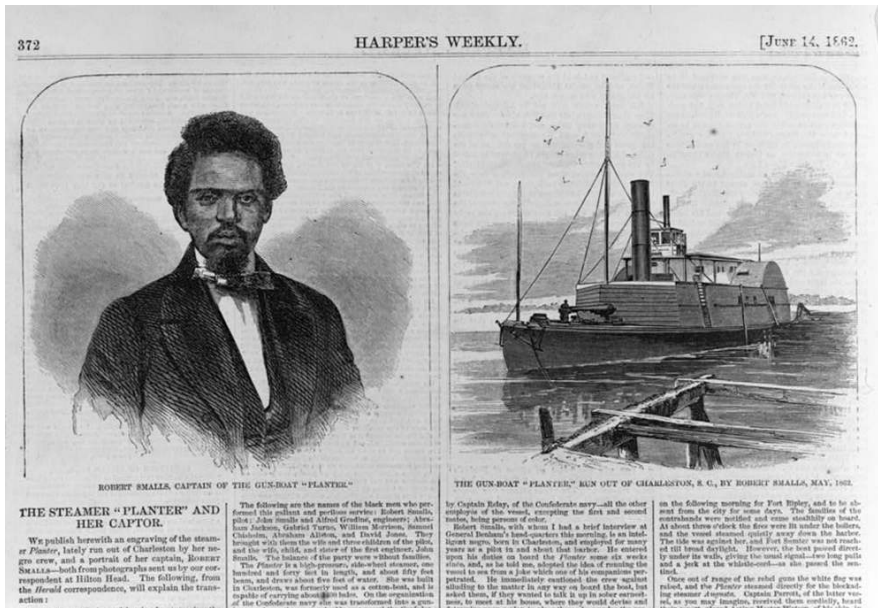 372
HARPER'S WEEKLY.
[JUNE 14, 1862.
ROBERT SMALLS, CAPTAIN OF THE GUN-BOAT "PLANTER."
THE GUN-BOAT "PLANTER," RUN OUT OF CHARLESTON, S. C., BY ROBERT SMALLS, MAY, 1862.
THE STEAMER "PLANTER" AND
HER CAPTOR.
WE publish herewith an engraving of the steam-
er Planter, lately run out of Charleston by her ne-
gro crew, and a portrait of her captain, ROBERT
SMALLS—both from photographs sent us by our cor-
respondent at Hilton Head. The following, from
the Herald correspondence, will explain the trans-
action:
The following are the names of the black men who per-
formed this gallant and perilous service: Robert Smalls,
pilot; John Smalls and Alfred Gradine, engineers; Abra-
ham Jackson, Gabriel Turno, William Morrison, Samuel
Chisholm, Abraham Allston, and David Jones. They
brought with them the wife and three children of the pilot,
and the wife, child, and sister of the first engineer, John
Smalls. The balance of the party were without families.
The Planter is a high-pressure, side-wheel steamer, one
hundred and forty feet in length, and about fifty feet
beam, and draws about five feet of water. She was built
in Charleston, was formerly used as a cotton-boat, and is
capable of carrying about bales. On the organization
of the Confederate navy she was transformed into a gun-
by Captain Relay, of the Confederate navy—all the other
employés of the vessel, excepting the first and second
mates, being persons of color.
Robert Smalls, with whom I had a brief interview at
General Benham's head-quarters this morning, is an intel-
ligent negro, born in Charleston, and employed for many
years as a pilot in and about that harbor. He entered
upon his duties on board the Planter some six weeks
since, and, as he told me, adopted the idea of running the
vessel to sea from a joke which one of his companions per-
petrated. He immediately cautioned the crew against
alluding to the matter in any way on board the boat, but
asked them, if they wanted to talk it up in sober earnest-
ness, to meet at his house, where they would devise and
on the following morning for Fort Ripley, and to be ab-
sent from the city for some days. The families of the
contrabands were notified and came stealthily on board.
At about three o'clock the fires were lit under the boilers,
and the vessel steamed quietly away down the harbor.
The tide was against her, and Fort Sumter was not reach-
ed till broad daylight. However, the boat passed direct-
ly under its walls, giving the usual signal—two long pulls
and a jerk at the whistle-cord—as she passed the sen-
tinel.
Once out of range of the rebel guns the white flag was
raised, and the Planter steamed directly for the blockad-
ing steamer Augusta. Captain Parrott, of the latter ves-
sel, as you may imagine, received them cordially, heard